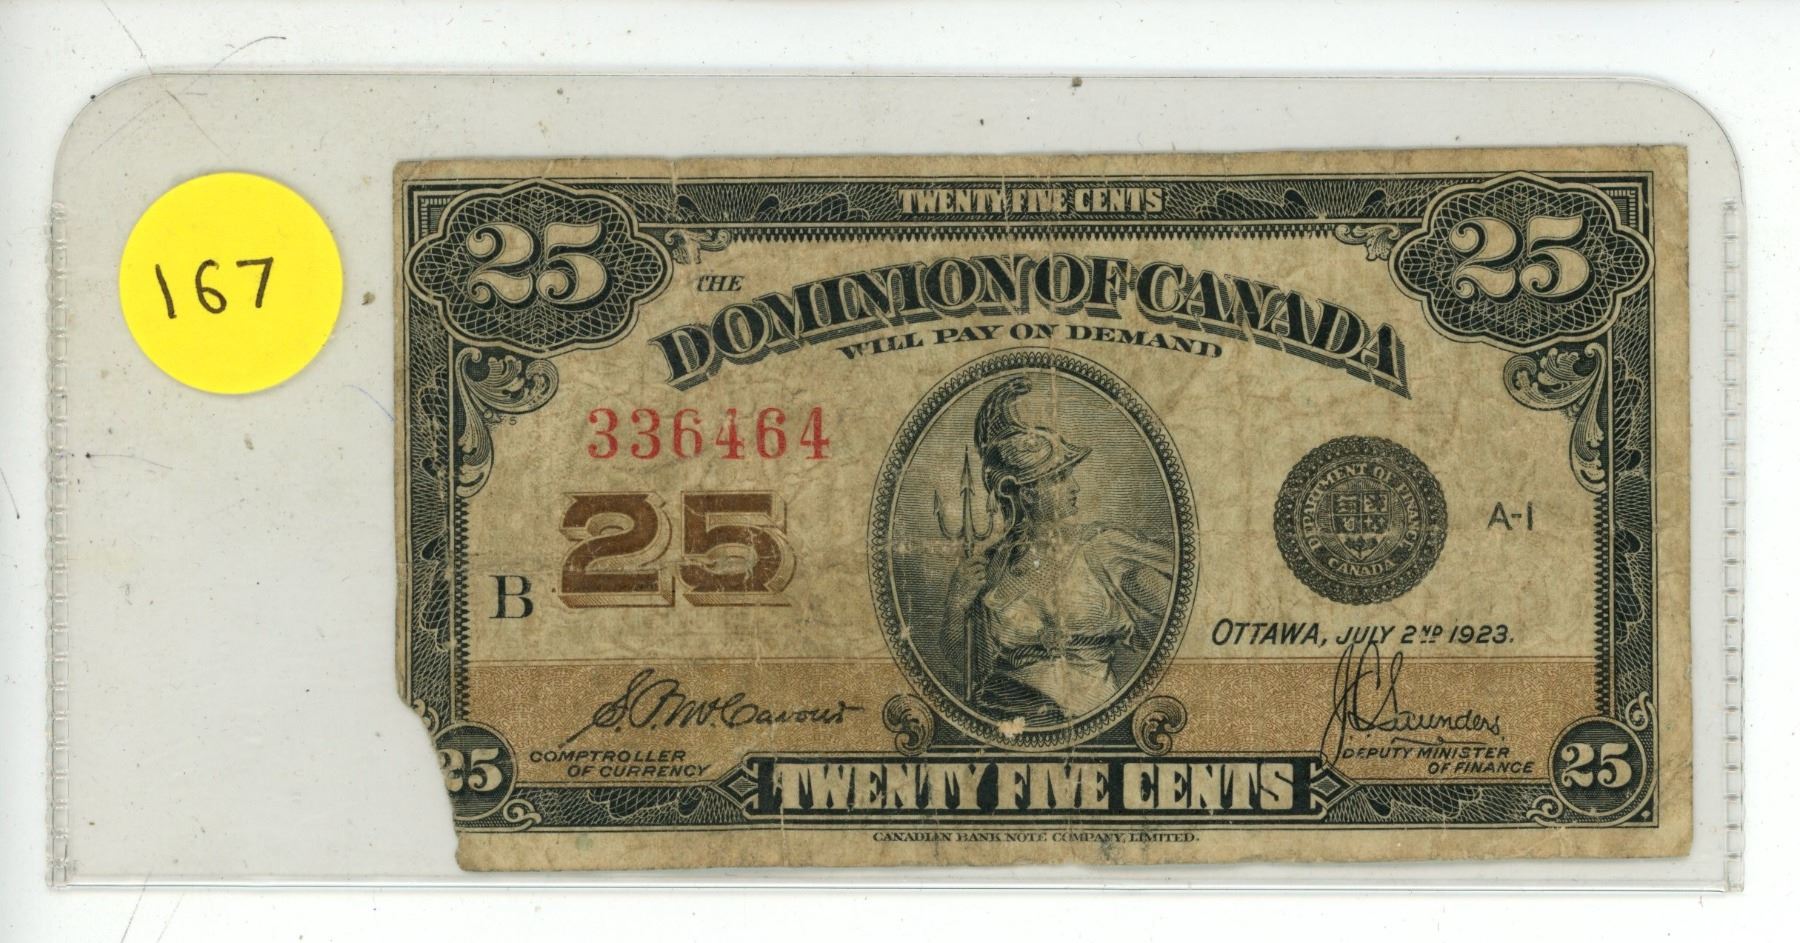 167
TWENTY FIVE CENTS
25
25
THE
DOMINION OF CANADA
WILL PAY ON DEMAND
336464
25
DEPARTMENT OF FINANCE
CANADA
A-1
B
OTTAWA, JULY 2ND 1923.
J C Saunders
COMPTROLLER
OF CURRENCY
DEPUTY MINISTER
OF FINANCE
25
TWENTY FIVE CENTS
25
CANADIAN BANK NOTE COMPANY, LIMITED.